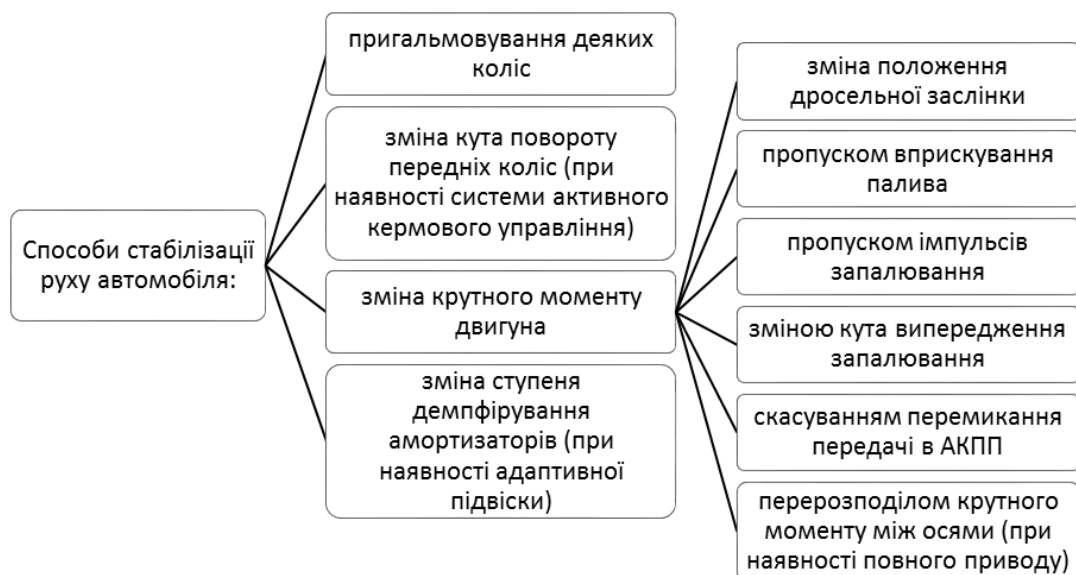 Способи стабілізації
руху автомобіля:
пригальмовування деяких
коліс
зміна кута повороту
передніх коліс (при
наявності системи активного
кермового управління)
зміна крутного моменту
двигуна
зміна ступеня
демпфірування
амортизаторів (при
наявності адаптивної
підвіски)
зміна положення
дросельної заслінки
пропуском вприскування
палива
пропуском імпульсів
запалювання
зміною кута випередження
запалювання
скасуванням перемикання
передачі в АКПП
перерозподілом крутного
моменту між осями (при
наявності повного приводу)